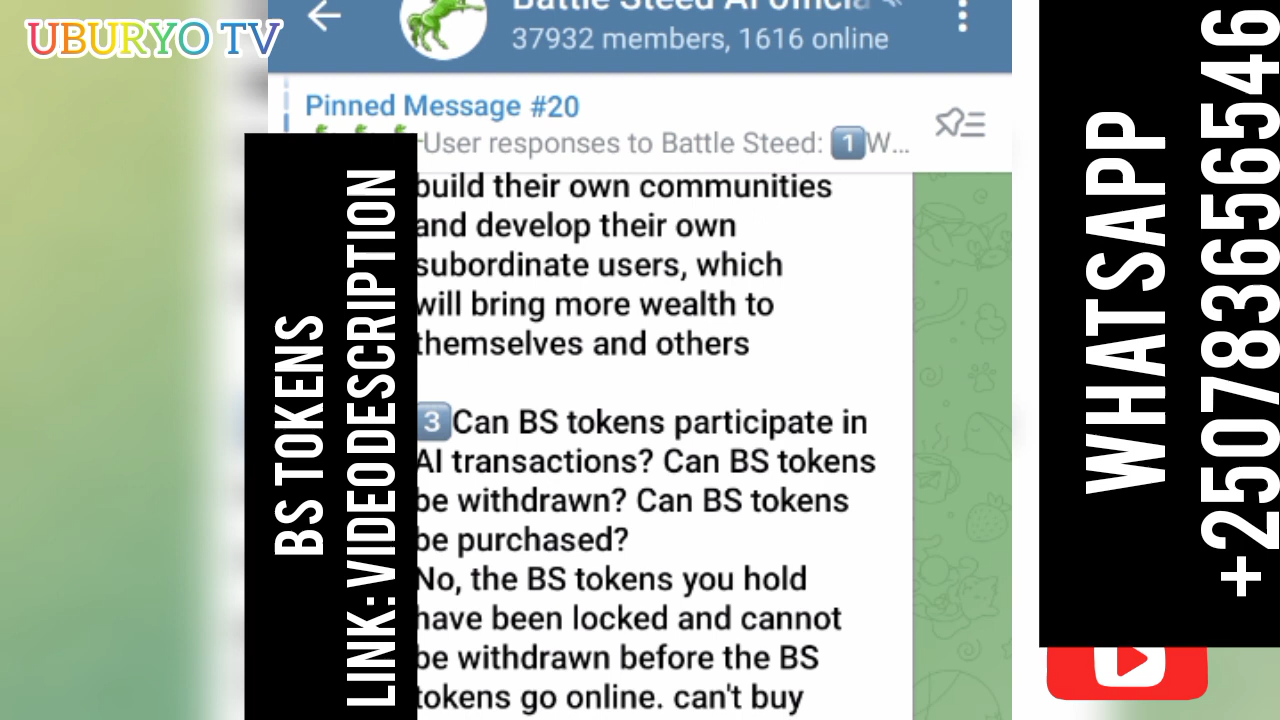 UBURYO TV
Battle Steed AI Official
37932 members, 1616 online
Pinned Message #20
User responses to Battle Steed: 1 W...
build their own communities
and develop their own
subordinate users, which
will bring more wealth to
themselves and others
3 Can BS tokens participate in
AI transactions? Can BS tokens
be withdrawn? Can BS tokens
be purchased?
No, the BS tokens you hold
have been locked and cannot
be withdrawn before the BS
tokens go online. can't buy
BS TOKENS
LINK: VIDEODESCRIPTION
WHATSAPP
+250783656546